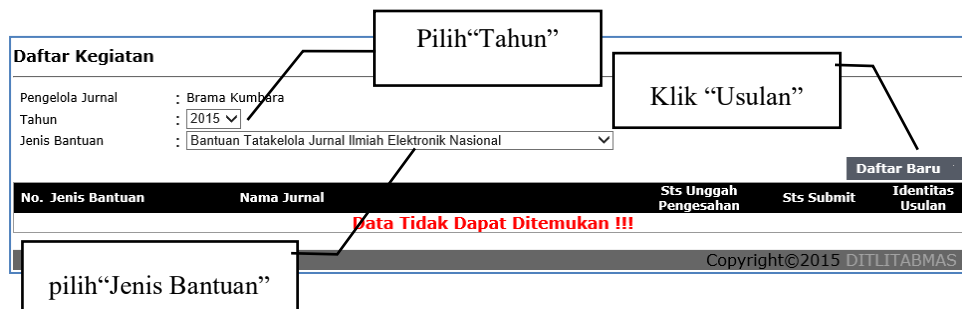 Pilih“Tahun”
Daftar Kegiatan
Klik “Usulan”
Pengelola Jurnal : Brama Kumbara
Tahun : 2015
Jenis Bantuan : Bantuan Tatakelola Jurnal Ilmiah Elektronik Nasional
Daftar Baru
No. Jenis Bantuan Nama Jurnal Sts Unggah Pengesahan Sts Submit Identitas Usulan
Data Tidak Dapat Ditemukan !!!
Copyright©2015 DITLITABMAS
pilih“Jenis Bantuan”